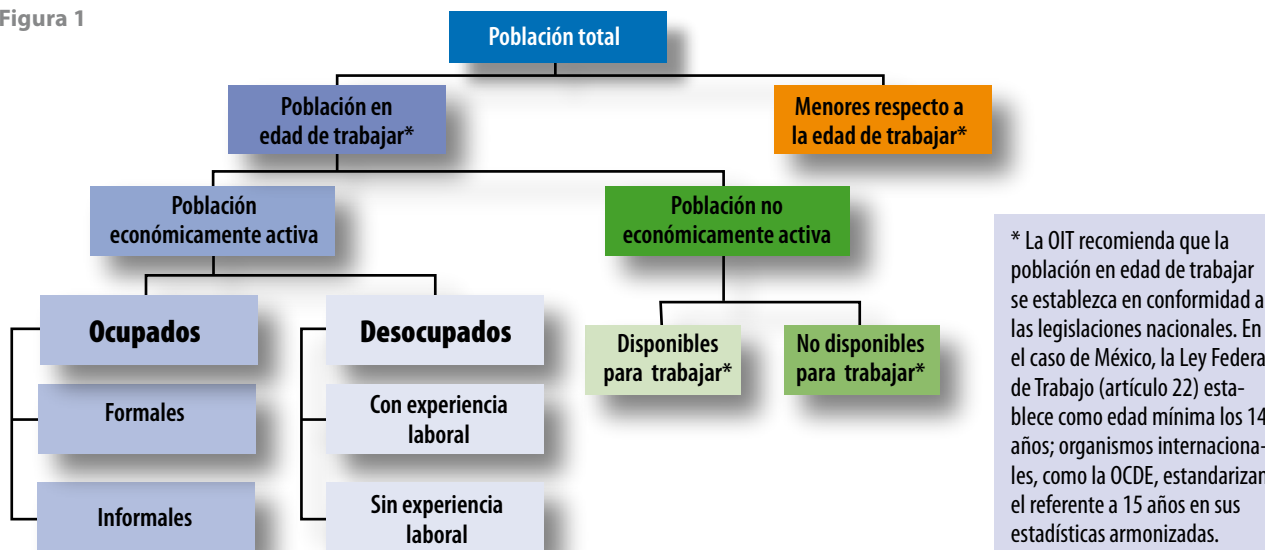 Figura 1
Población total
Población en
edad de trabajar*
Menores respecto a
la edad de trabajar*
Población
económicamente activa
Población no
económicamente activa
Ocupados
Desocupados
Disponibles
para trabajar*
No disponibles
para trabajar*
Formales
Con experiencia
laboral
Informales
Sin experiencia
laboral
* La OIT recomienda que la
población en edad de trabajar
se establezca en conformidad a
las legislaciones nacionales. En
el caso de México, la Ley Federa
de Trabajo (artículo 22) esta-
blece como edad mínima los 14
años; organismos internaciona-
les, como la OCDE, estandarizan
el referente a 15 años en sus
estadísticas armonizadas.